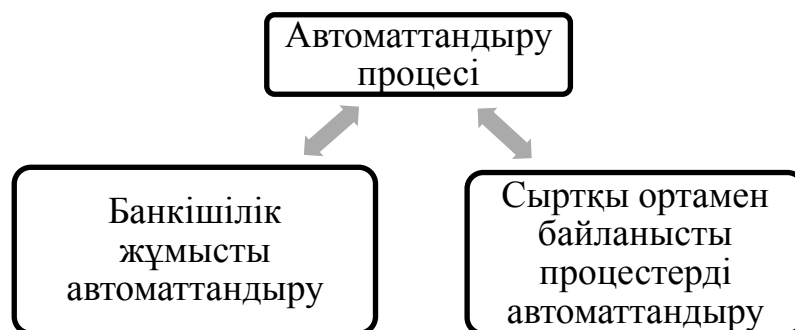 Автоматтандыру
процесі
Банкішілік
жұмысты
автоматтандыру
Сыртқы ортамен
байланысты
процестерді
автоматтандыру